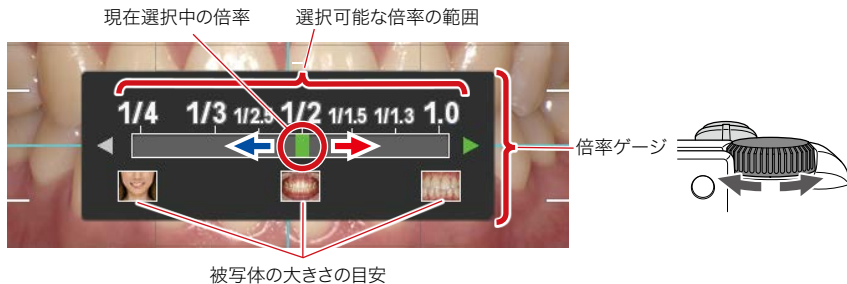 現在選択中の倍率 選択可能な倍率の範囲
1/4 1/3 1/2.5 1/2 1/1.5 1/1.3 1.0
倍率ゲージ
被写体の大きさの目安